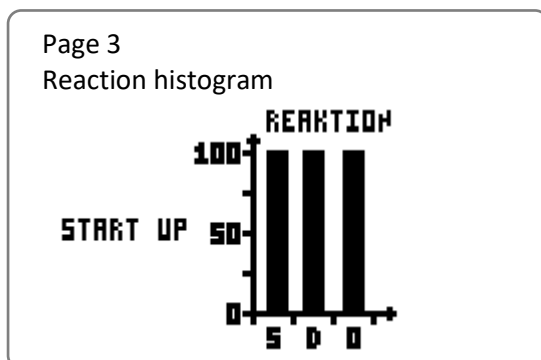 Page 3
Reaction histogram
REAKTION
100
START UP 50
0
S D O